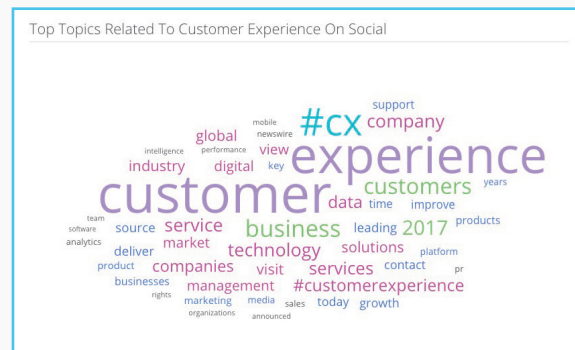 Top Topics Related To Customer Experience On Social
support
mobile
#cx company
global newswire
intelligence performance view experience
industry digital key
customer customers years
data time improve
team
software source service business leading 2017 products
analytics
deliver market technology solutions platform
product companies visit services contact pr
businesses management #customerexperience
rights marketing media sales today growth
organizations announced